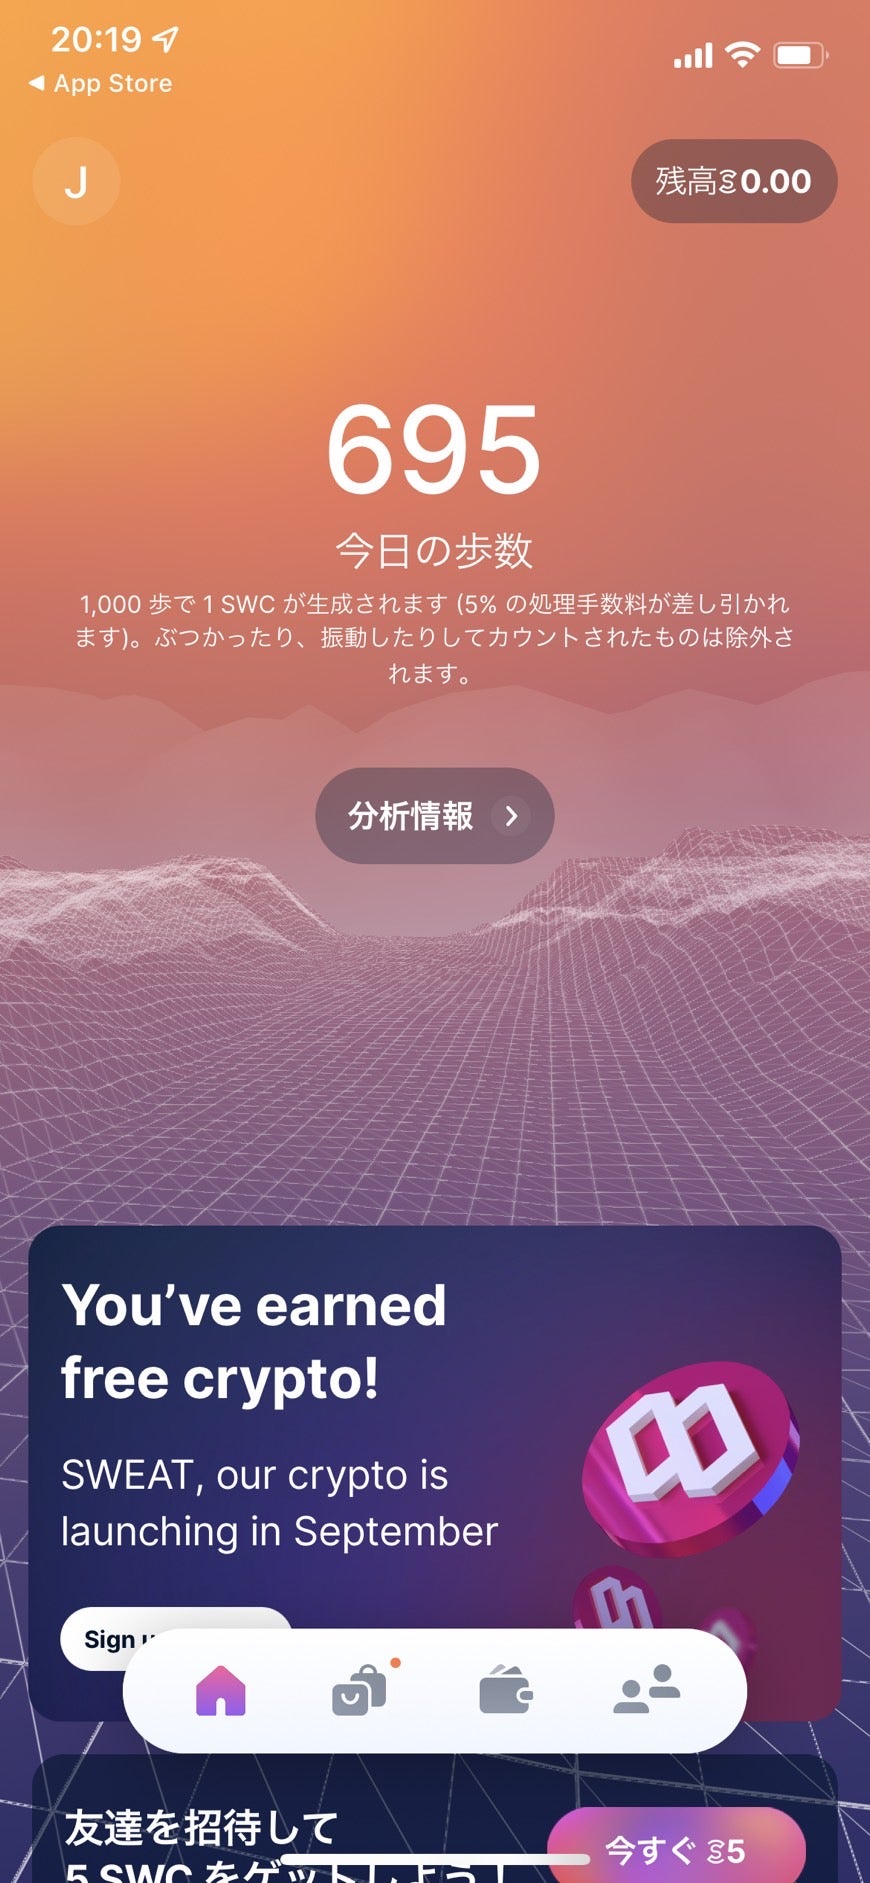 20:19
◀ App Store
J
残高 0.00
695
今日の歩数
1,000 歩で 1 SWC が生成されます (5% の処理手数料が差し引かれ
ます)。ぶつかったり、振動したりしてカウントされたものは除外さ
れます。
分析情報
You’ve earned
free crypto!
SWEAT, our crypto is
launching in September
Sign
友達を招待して
今すぐ 5
5 SWC をゲットしよう！